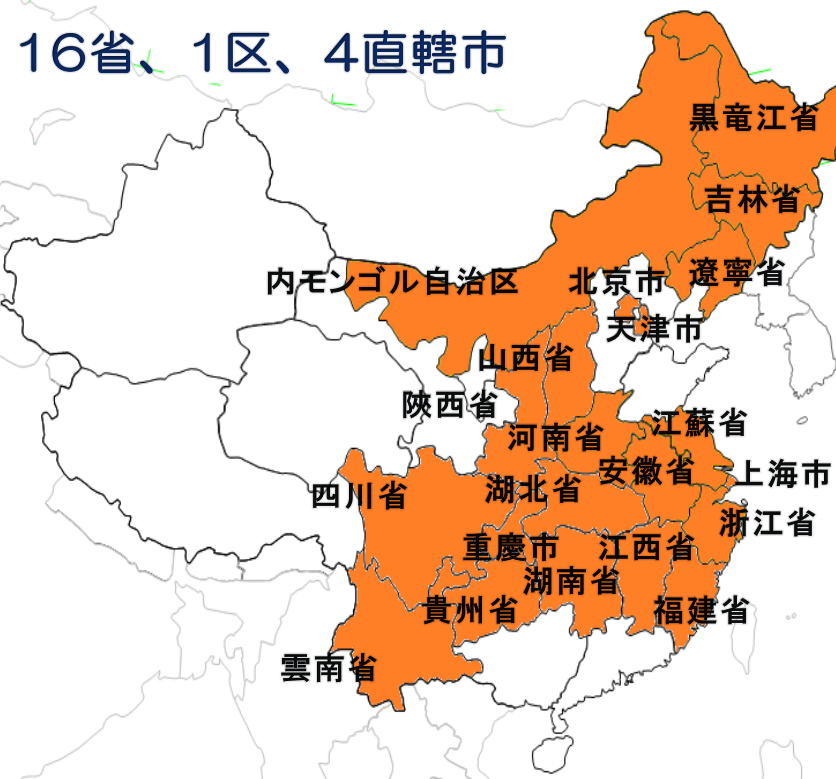 16省、1区、4直轄市
黒竜江省
吉林省
遼寧省
内モンゴル自治区
北京市
天津市
山西省
陝西省
江蘇省
河南省
安徽省
上海市
四川省
湖北省
浙江省
重慶市
江西省
湖南省
貴州省
福建省
雲南省